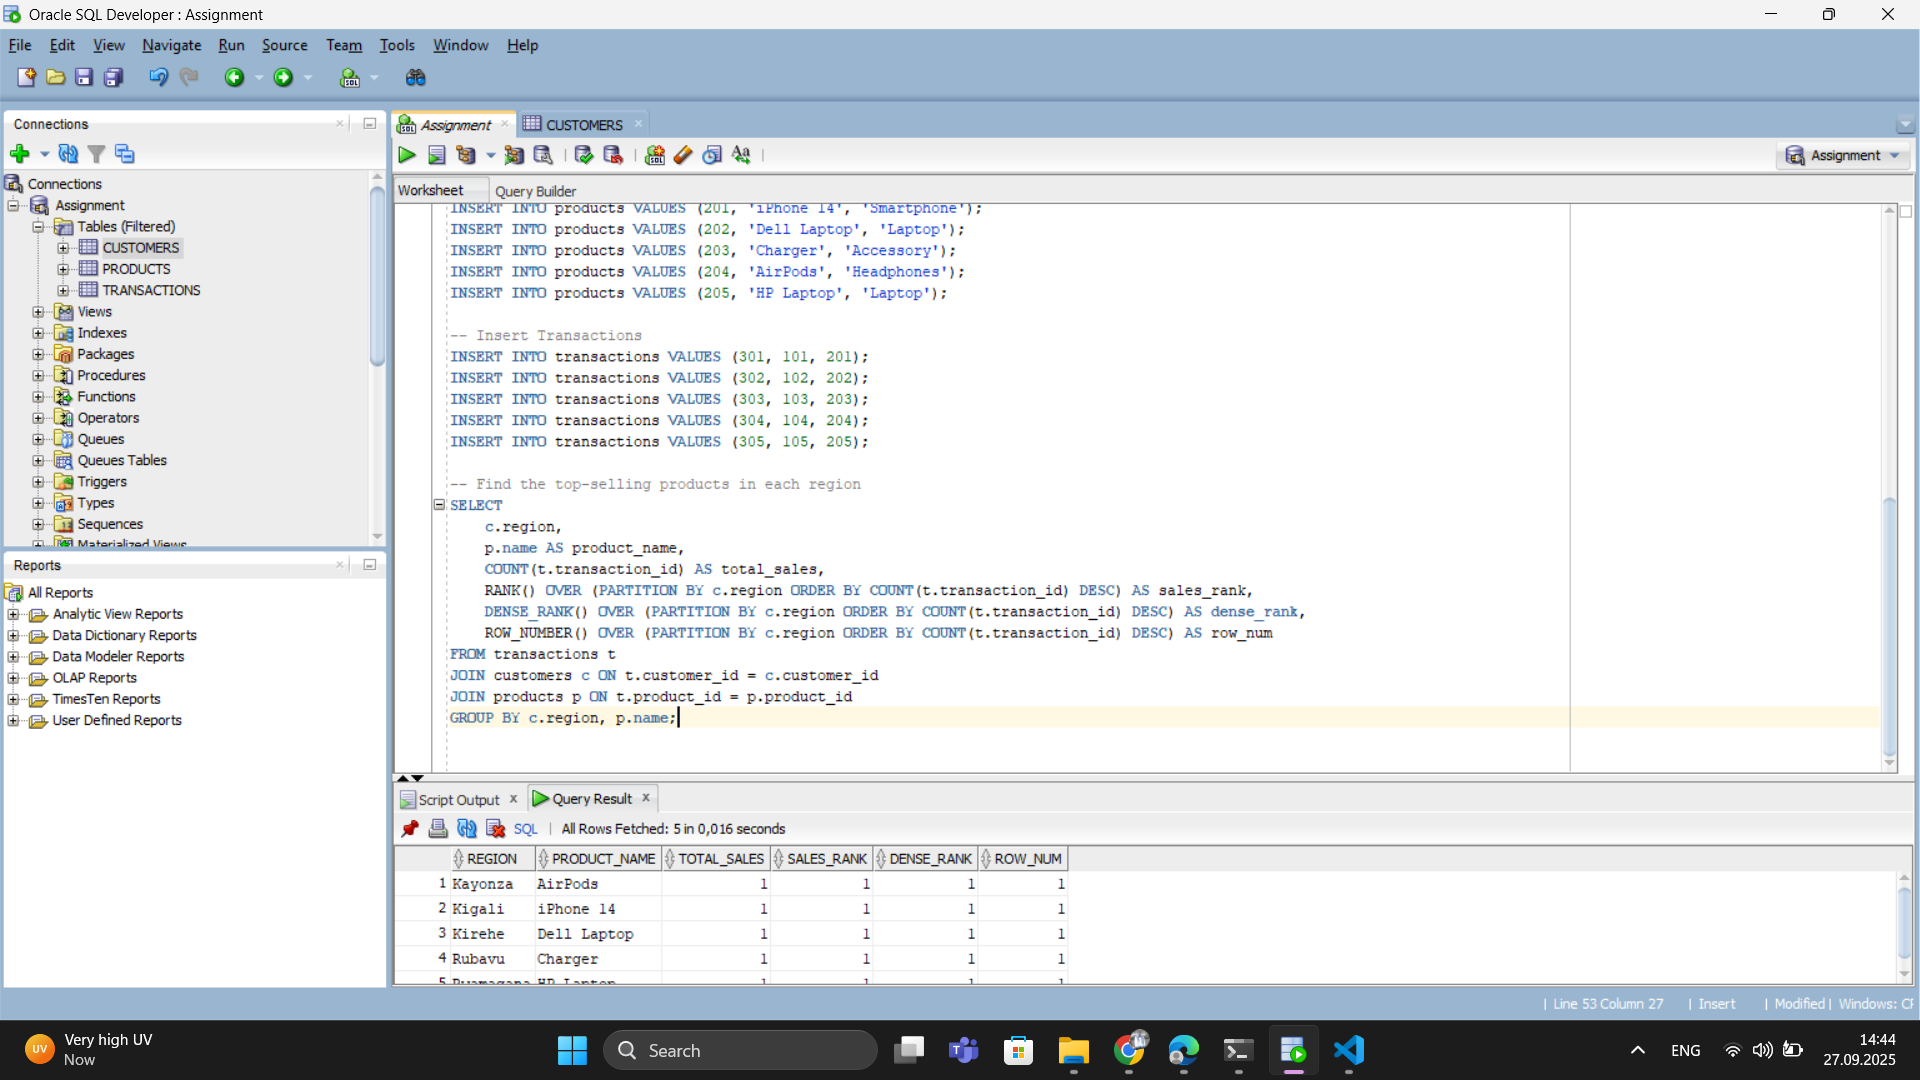 Oracle SQL Developer : Assignment
File Edit View Navigate Run Source Team Tools Window Help
Connections
Connections
Assignment
Tables (Filtered)
CUSTOMERS
PRODUCTS
TRANSACTIONS
Views
Indexes
Packages
Procedures
Functions
Operators
Queues
Queues Tables
Triggers
Types
Sequences
Materialized Views
Reports
All Reports
Analytic View Reports
Data Dictionary Reports
Data Modeler Reports
OLAP Reports
TimesTen Reports
User Defined Reports
Assignment CUSTOMERS
Assignment
Worksheet Query Builder
INSERT INTO products VALUES (201, 'iPhone 14', 'Smartphone');
INSERT INTO products VALUES (202, 'Dell Laptop', 'Laptop');
INSERT INTO products VALUES (203, 'Charger', 'Accessory');
INSERT INTO products VALUES (204, 'AirPods', 'Headphones');
INSERT INTO products VALUES (205, 'HP Laptop', 'Laptop');
-- Insert Transactions
INSERT INTO transactions VALUES (301, 101, 201);
INSERT INTO transactions VALUES (302, 102, 202);
INSERT INTO transactions VALUES (303, 103, 203);
INSERT INTO transactions VALUES (304, 104, 204);
INSERT INTO transactions VALUES (305, 105, 205);
-- Find the top-selling products in each region
SELECT
c.region,
p.name AS product_name,
COUNT(t.transaction_id) AS total_sales,
RANK() OVER (PARTITION BY c.region ORDER BY COUNT(t.transaction_id) DESC) AS sales_rank,
DENSE_RANK() OVER (PARTITION BY c.region ORDER BY COUNT(t.transaction_id) DESC) AS dense_rank,
ROW_NUMBER() OVER (PARTITION BY c.region ORDER BY COUNT(t.transaction_id) DESC) AS row_num
FROM transactions t
JOIN customers c ON t.customer_id = c.customer_id
JOIN products p ON t.product_id = p.product_id
GROUP BY c.region, p.name;
Script Output x Query Result x
SQL | All Rows Fetched: 5 in 0,016 seconds
REGION PRODUCT_NAME TOTAL_SALES SALES_RANK DENSE_RANK ROW_NUM
1 Kayonza AirPods 1 1 1 1
2 Kigali iPhone 14 1 1 1 1
3 Kirehe Dell Laptop 1 1 1 1
4 Rubavu Charger 1 1 1 1
5 HP Laptop 1 1 1 1
Line 53 Column 27 | Insert | Modified | Windows: CF
UV Very high UV
Now
Search
ENG
14:44
27.09.2025